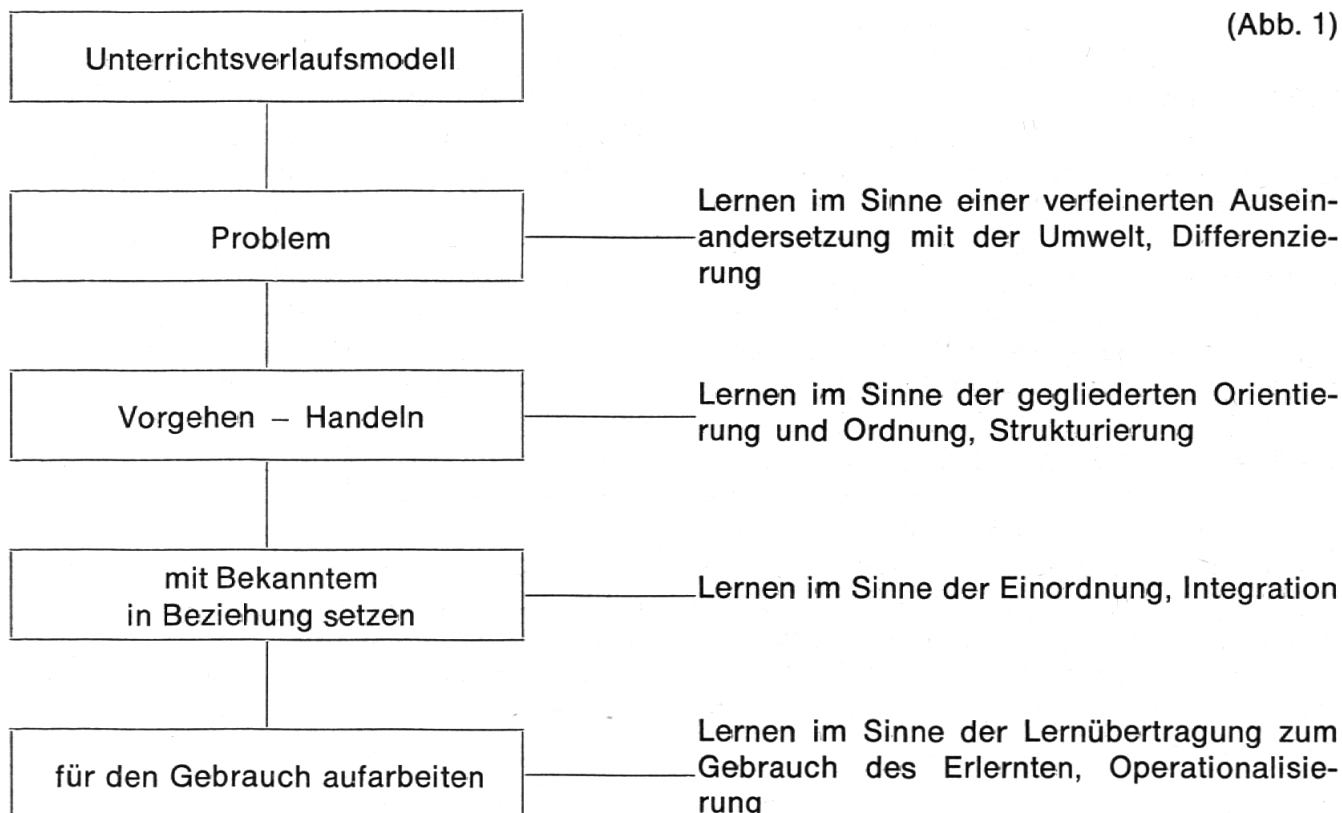 (Abb. 1)
Unterrichtsverlaufsmodell
Problem
Lernen im Sinne einer verfeinerten Ausein-
andersetzung mit der Umwelt, Differenzie-
rung
Vorgehen – Handeln
Lernen im Sinne der gegliederten Orientie-
rung und Ordnung, Strukturierung
mit Bekanntem
in Beziehung setzen
Lernen im Sinne der Einordnung, Integration
für den Gebrauch aufarbeiten
Lernen im Sinne der Lernübertragung zum
Gebrauch des Erlernten, Operationalisie-
rung